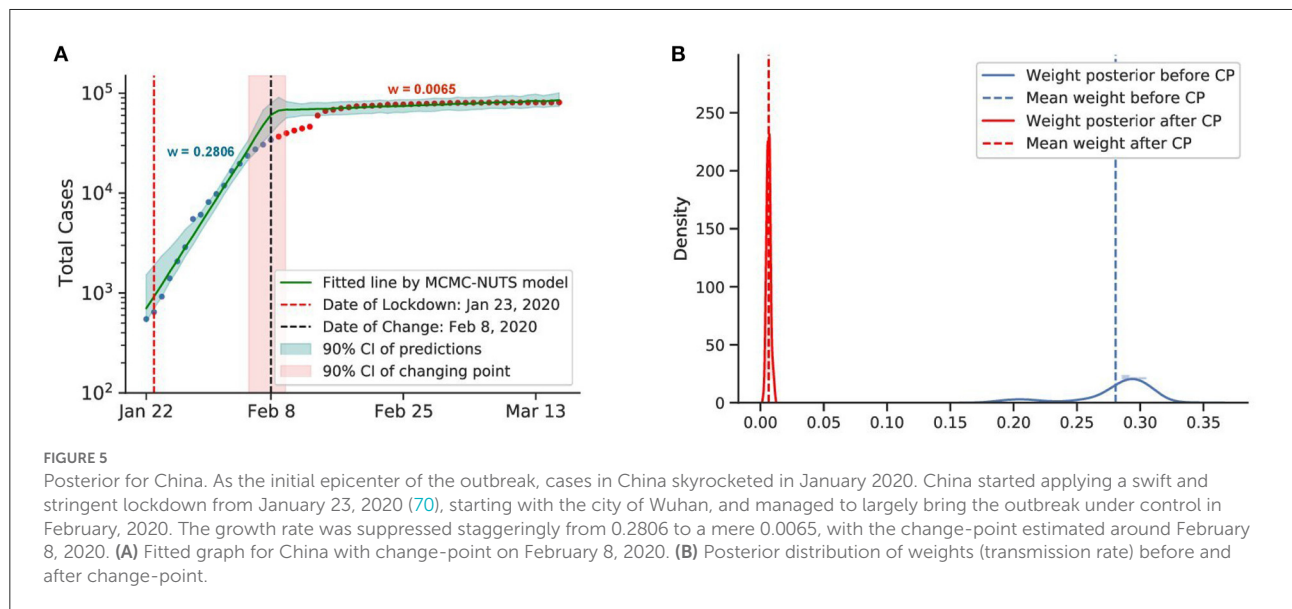 A
Total Cases
10^5
10^4
10^3
10^2
w = 0.2806
w = 0.0065
Fitted line by MCMC-NUTS model
Date of Lockdown: Jan 23, 2020
Date of Change: Feb 8, 2020
90% CI of predictions
90% CI of changing point
Jan 22
Feb 8
Feb 25
Mar 13
B
Density
250
200
150
100
50
0
Weight posterior before CP
Mean weight before CP
Weight posterior after CP
Mean weight after CP
0.00
0.05
0.10
0.15
0.20
0.25
0.30
0.35
FIGURE 5
Posterior for China. As the initial epicenter of the outbreak, cases in China skyrocketed in January 2020. China started applying a swift and
stringent lockdown from January 23, 2020 (70), starting with the city of Wuhan, and managed to largely bring the outbreak under control in
February, 2020. The growth rate was suppressed staggeringly from 0.2806 to a mere 0.0065, with the change-point estimated around February
8, 2020. (A) Fitted graph for China with change-point on February 8, 2020. (B) Posterior distribution of weights (transmission rate) before and
after change-point.